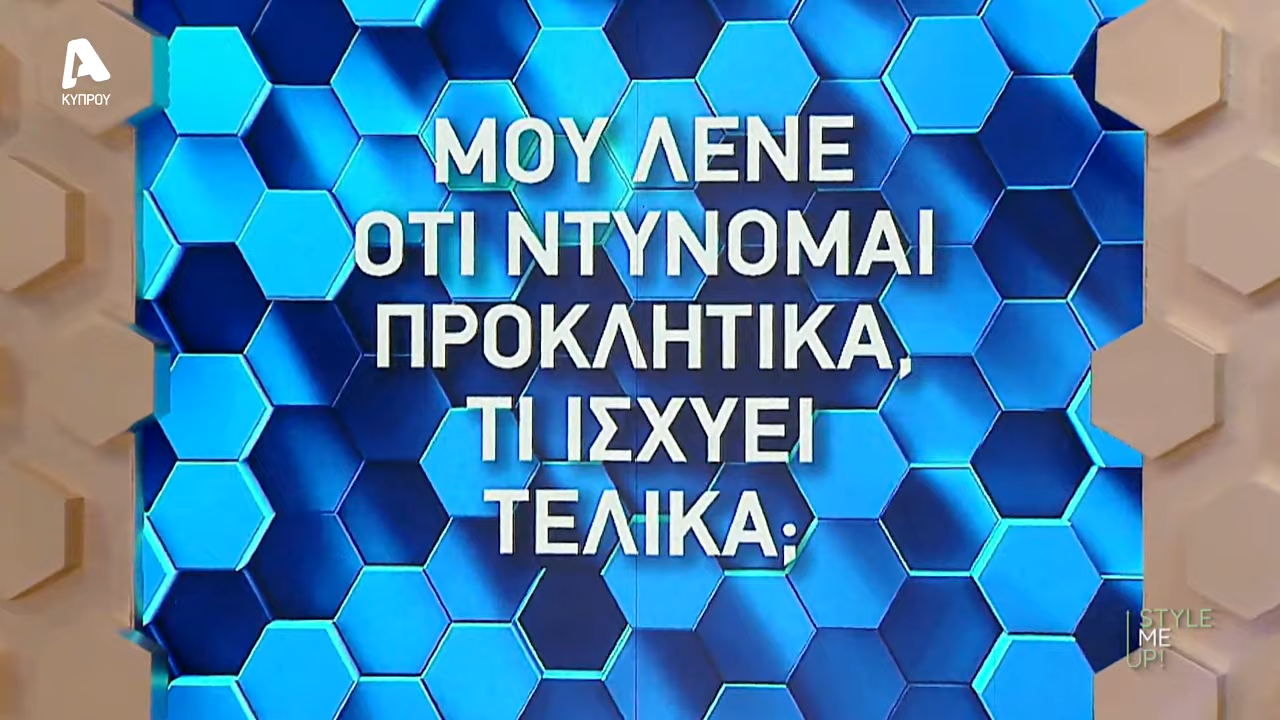 ΚΥΠΡΟΥ
ΜΟΥ ΛΕΝΕ
ΟΤΙ ΝΤΥΝΟΜΑΙ
ΠΡΟΚΛΗΤΙΚΑ,
ΤΙ ΙΣΧΥΕΙ
ΤΕΛΙΚΑ;
STYLE
ME
UP!